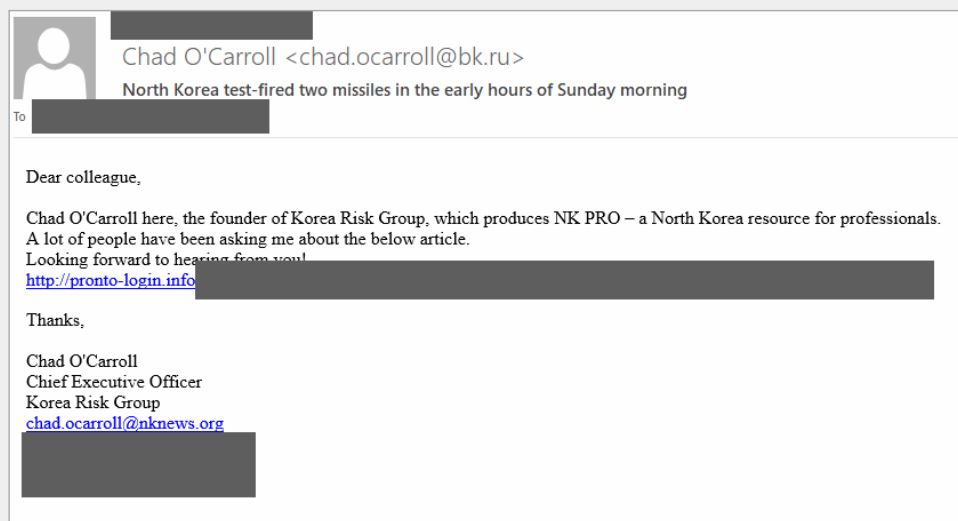 Chad O'Carroll <chad.ocarroll@bk.ru>
North Korea test-fired two missiles in the early hours of Sunday morning
To
Dear colleague,
Chad O'Carroll here, the founder of Korea Risk Group, which produces NK PRO – a North Korea resource for professionals.
A lot of people have been asking me about the below article.
Looking forward to hearing from you!
http://pronto-login.info
Thanks,
Chad O'Carroll
Chief Executive Officer
Korea Risk Group
chad.ocarroll@nknews.org